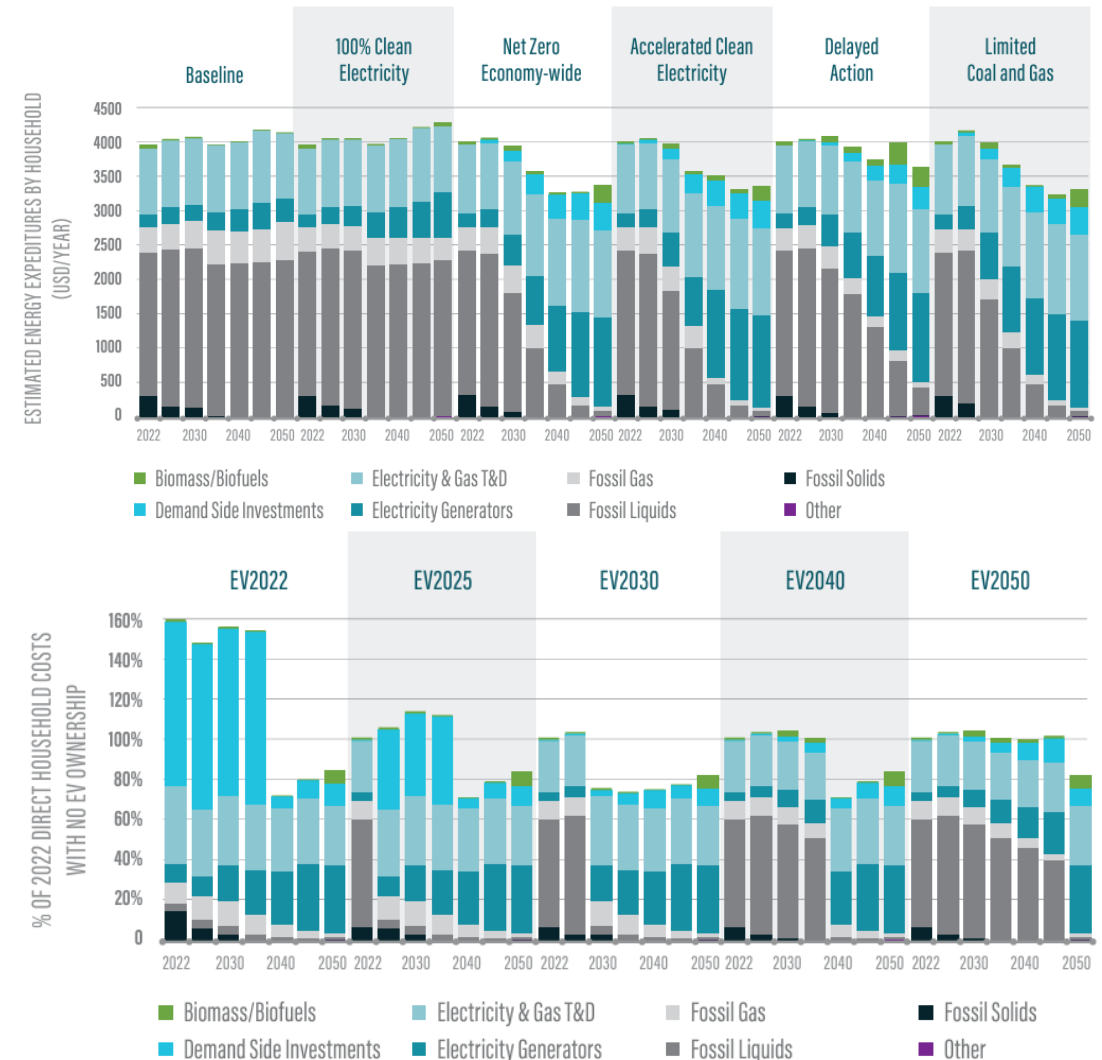 Baseline
100% Clean
Electricity
Net Zero
Economy-wide
Accelerated Clean
Electricity
Delayed
Action
Limited
Coal and Gas
ESTIMATED ENERGY EXPEDITURES BY HOUSEHOLD
(USD/YEAR)
4500
4000
3500
3000
2500
2000
1500
1000
500
0
2022 2030 2040 2050 2022 2030 2040 2050 2022 2030 2040 2050 2022 2030 2040 2050 2022 2030 2040 2050 2022 2030 2040 2050
Biomass/Biofuels Electricity & Gas T&D Fossil Gas Fossil Solids
Demand Side Investments Electricity Generators Fossil Liquids Other
EV2022 EV2025 EV2030 EV2040 EV2050
% OF 2022 DIRECT HOUSEHOLD COSTS
WITH NO EV OWNERSHIP
160%
140%
120%
100%
80%
60%
40%
20%
0
2022 2030 2040 2050 2022 2030 2040 2050 2022 2030 2040 2050 2022 2030 2040 2050 2022 2030 2040 2050
Biomass/Biofuels Electricity & Gas T&D Fossil Gas Fossil Solids
Demand Side Investments Electricity Generators Fossil Liquids Other